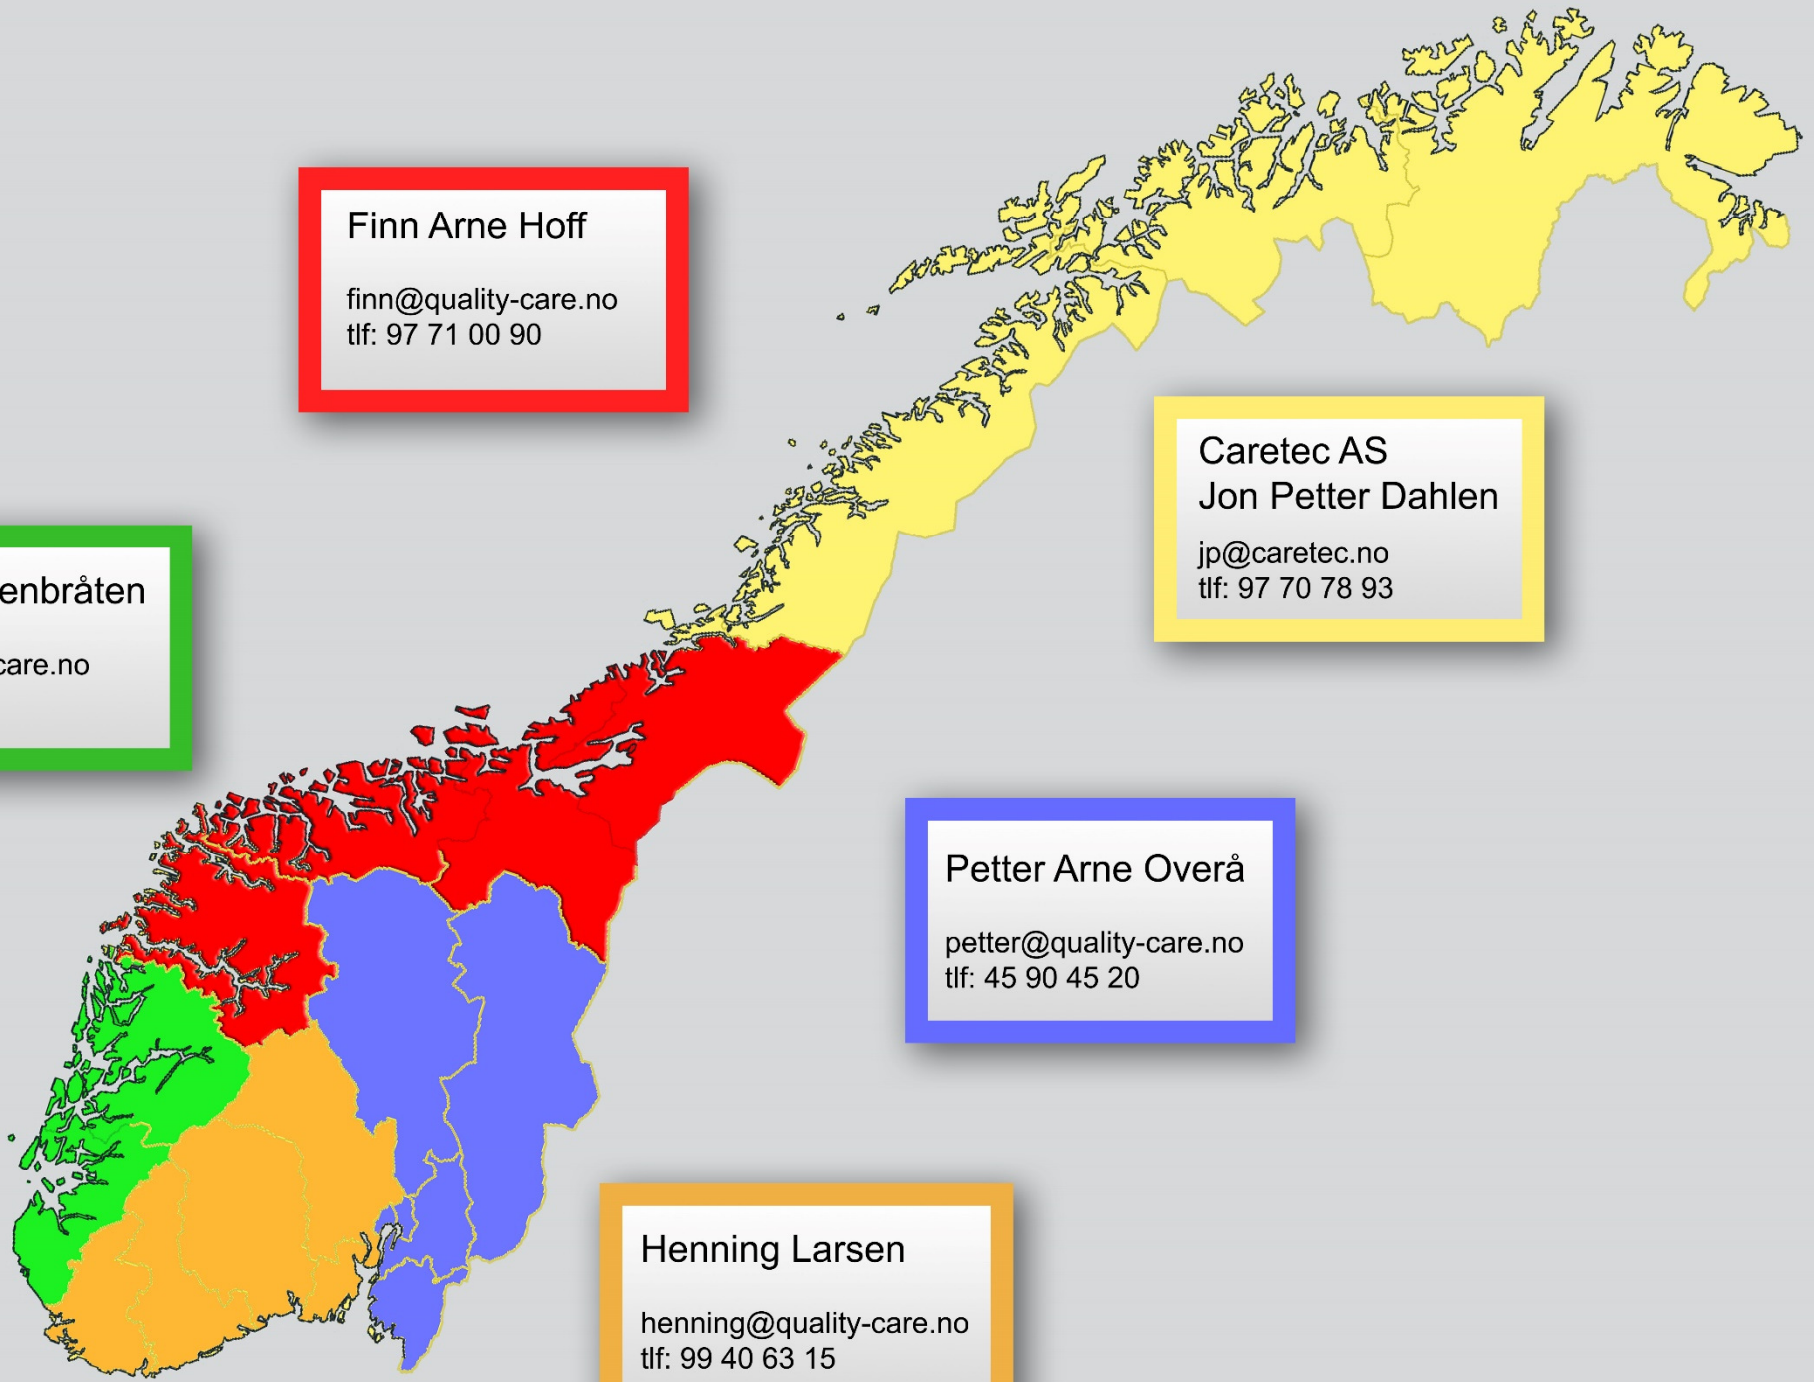 Finn Arne Hoff
finn@quality-care.no
tlf: 97 71 00 90
Caretec AS
Jon Petter Dahlen
jp@caretec.no
tlf: 97 70 78 93
enbråten
care.no
Petter Arne Overå
petter@quality-care.no
tlf: 45 90 45 20
Henning Larsen
henning@quality-care.no
tlf: 99 40 63 15